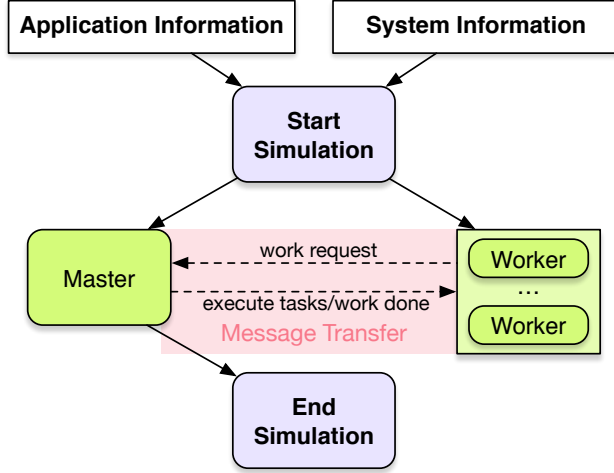 Application Information
System Information
Start
Simulation
work request
Master
Worker
...
execute tasks/work done
Worker
Message Transfer
End
Simulation